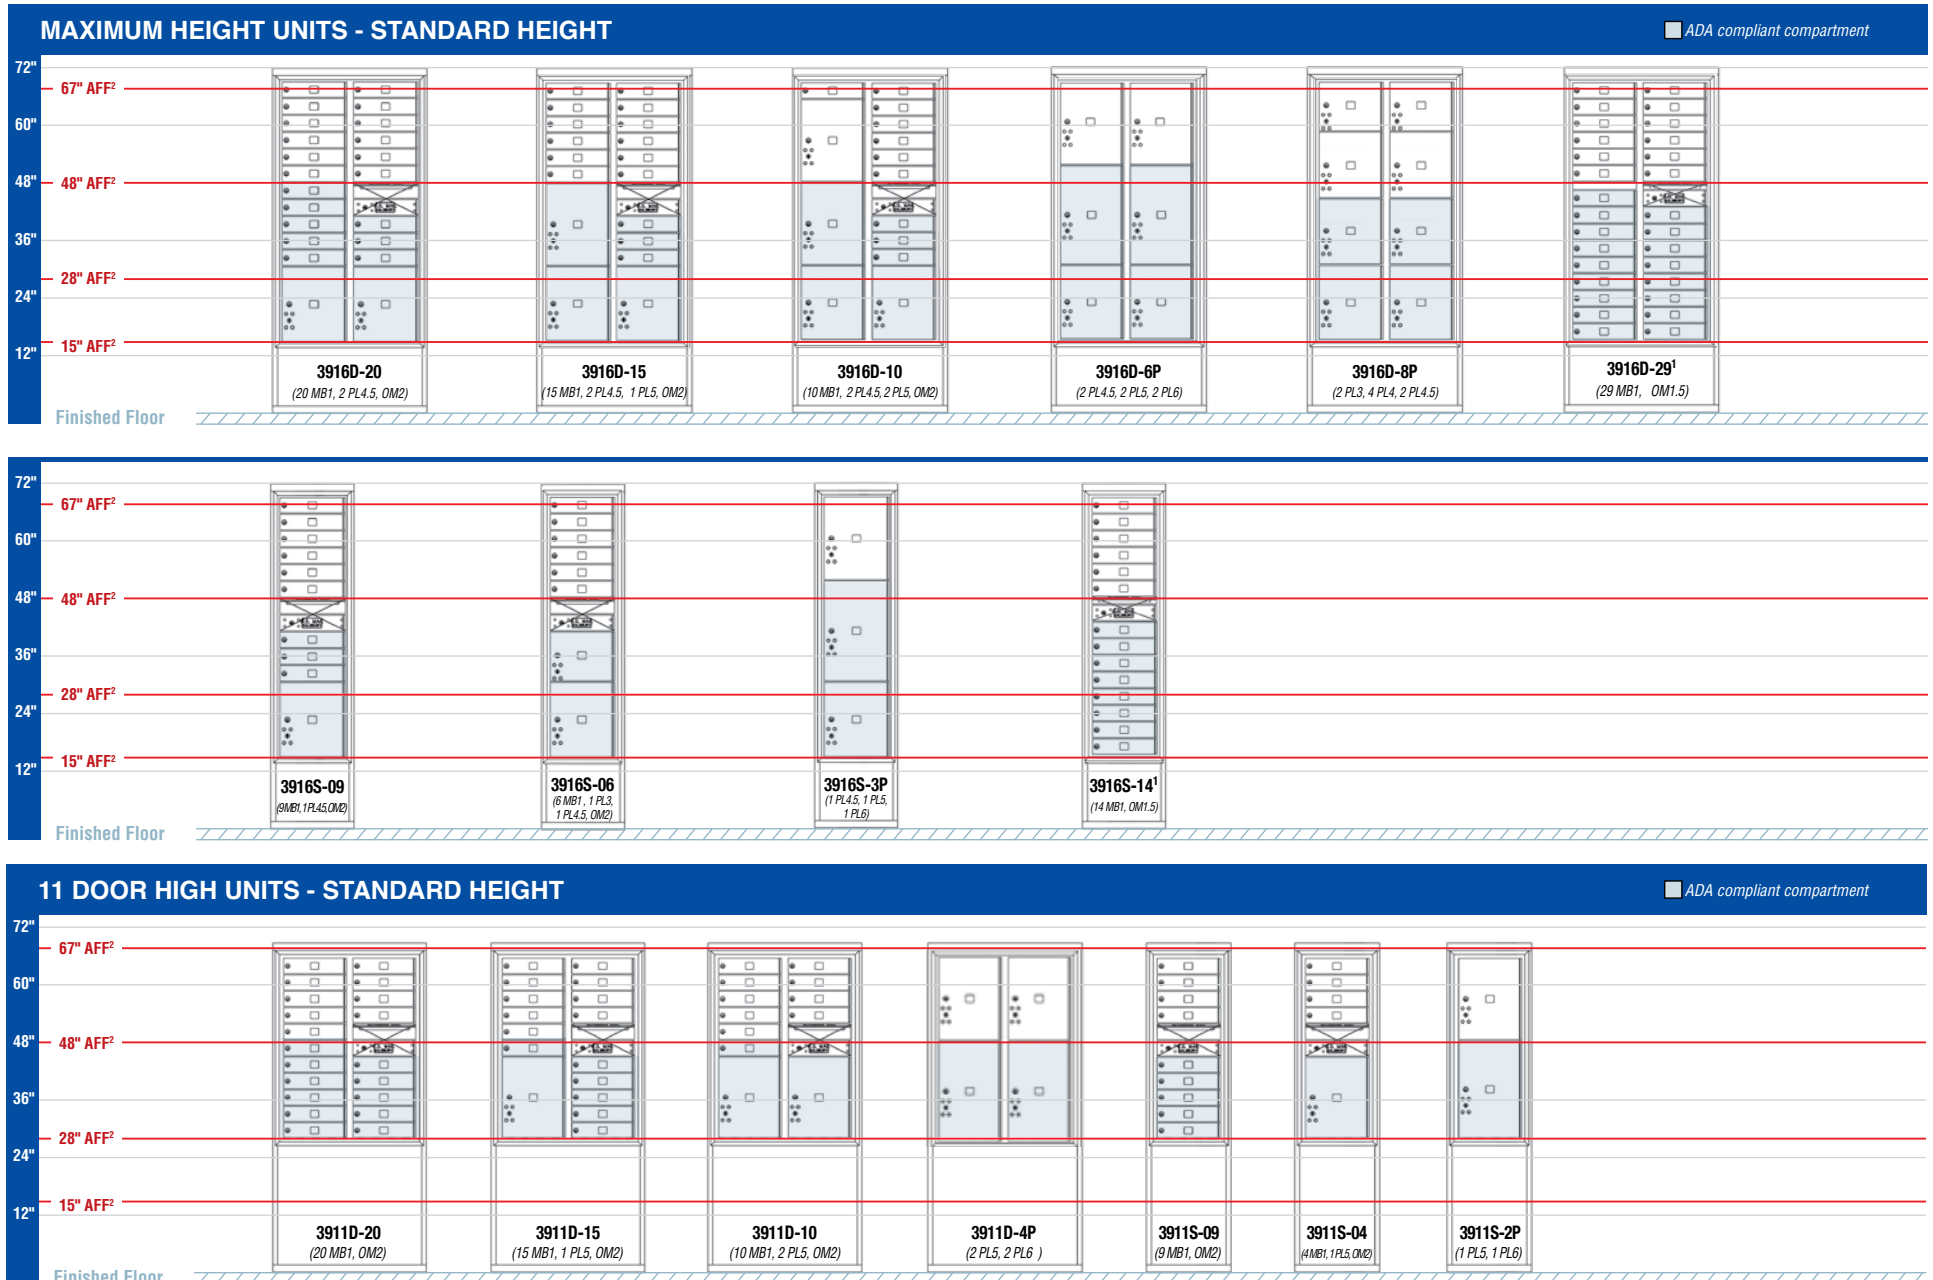 MAXIMUM HEIGHT UNITS - STANDARD HEIGHT
ADA compliant compartment
72"
67" AFF²
60"
48"
48" AFF²
36"
28" AFF²
24"
15" AFF²
12"
Finished Floor
3916D-20
(20 MB1, 2 PL4.5, OM2)
3916D-15
(15 MB1, 2 PL4.5, 1 PL5, OM2)
3916D-10
(10 MB1, 2 PL4.5, 2 PL5, OM2)
3916D-6P
(2 PL4.5, 2 PL5, 2 PL6)
3916D-8P
(2 PL3, 4 PL4, 2 PL4.5)
3916D-29¹
(29 MB1, OM1.5)
72"
67" AFF²
60"
48"
48" AFF²
36"
28" AFF²
24"
15" AFF²
12"
Finished Floor
3916S-09
(9MB1,1PL4.5,OM2)
3916S-06
(6 MB1 , 1 PL3,
1 PL4.5, OM2)
3916S-3P
(1 PL4.5, 1 PL5,
1 PL6)
3916S-14¹
(14 MB1, OM1.5)
11 DOOR HIGH UNITS - STANDARD HEIGHT
ADA compliant compartment
72"
67" AFF²
60"
48"
48" AFF²
36"
28" AFF²
24"
15" AFF²
12"
Finished Floor
3911D-20
(20 MB1, OM2)
3911D-15
(15 MB1, 1 PL5, OM2)
3911D-10
(10 MB1, 2 PL5, OM2)
3911D-4P
(2 PL5, 2 PL6 )
3911S-09
(9 MB1, OM2)
3911S-04
(4MB1,1PL5,OM2)
3911S-2P
(1 PL5, 1 PL6)